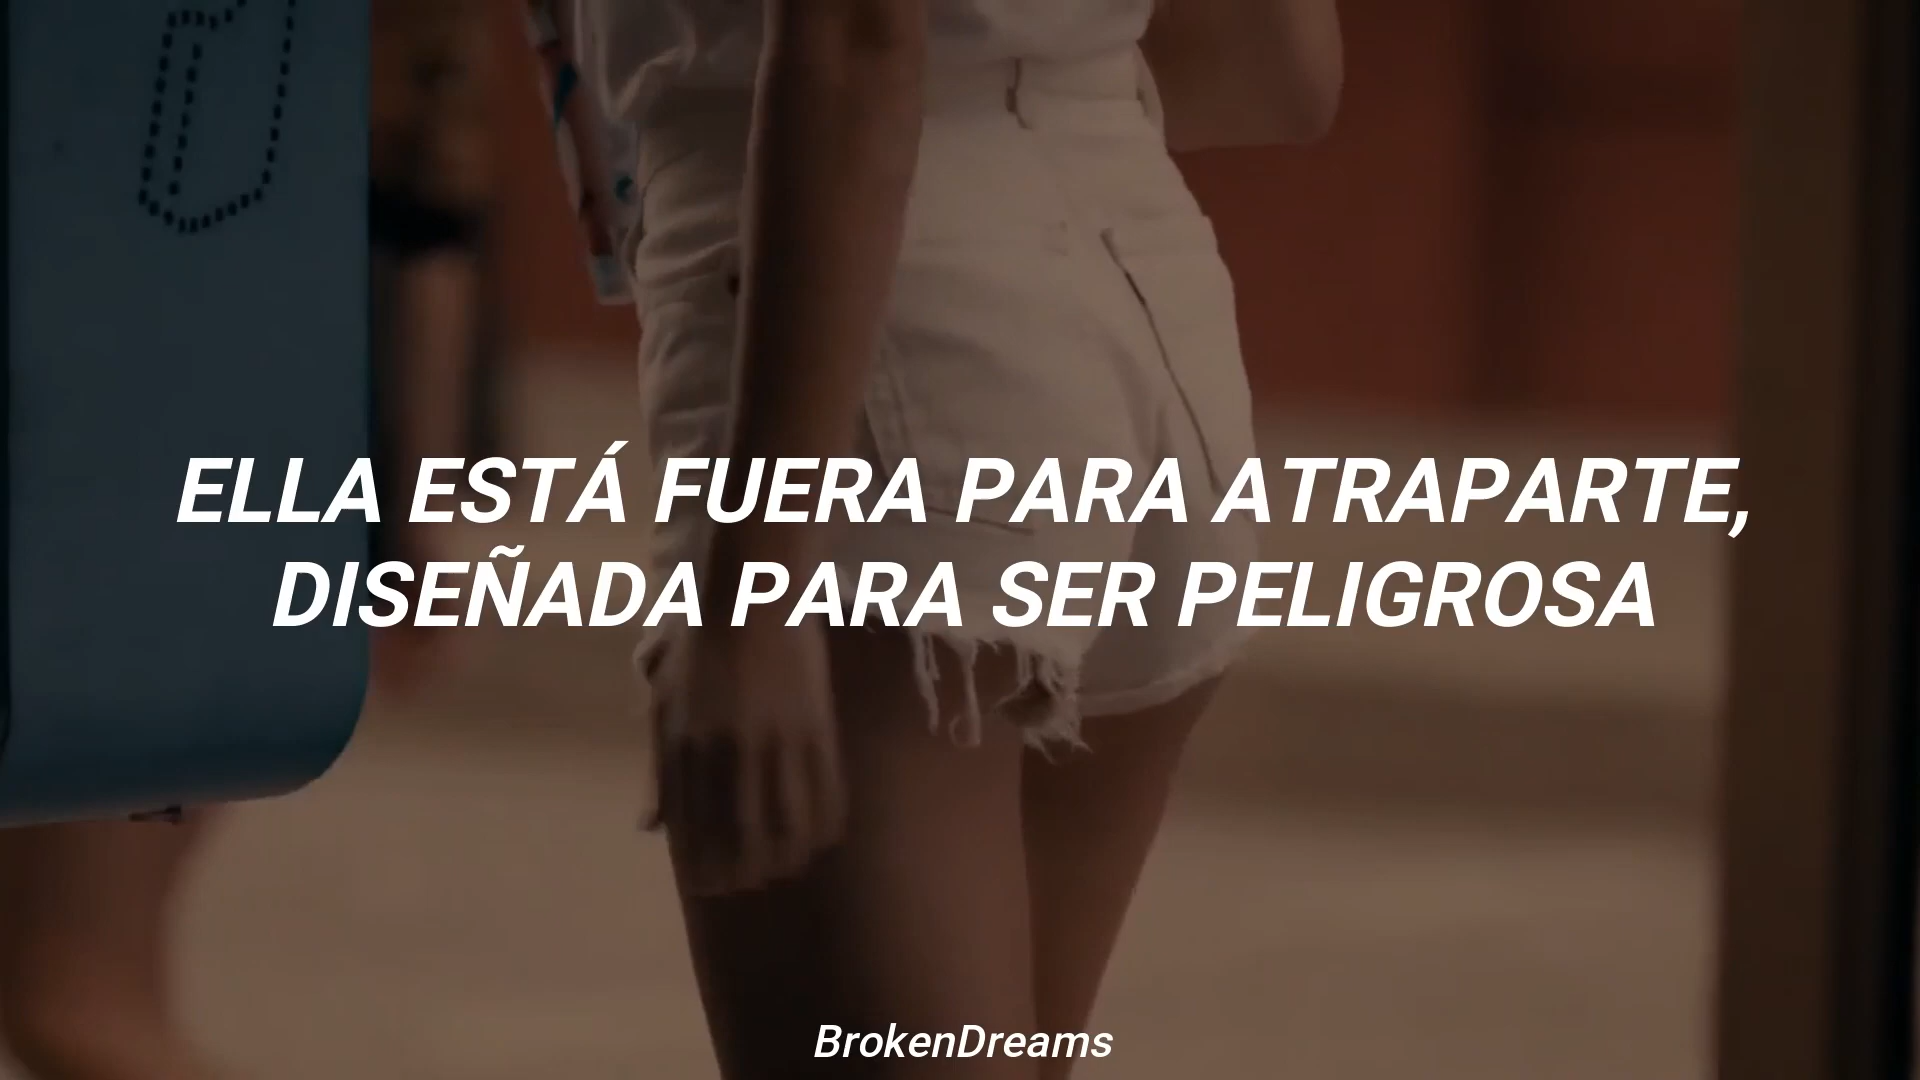 ELLA ESTÁ FUERA PARA ATRAPARTE,
DISEÑADA PARA SER PELIGROSA
BrokenDreams